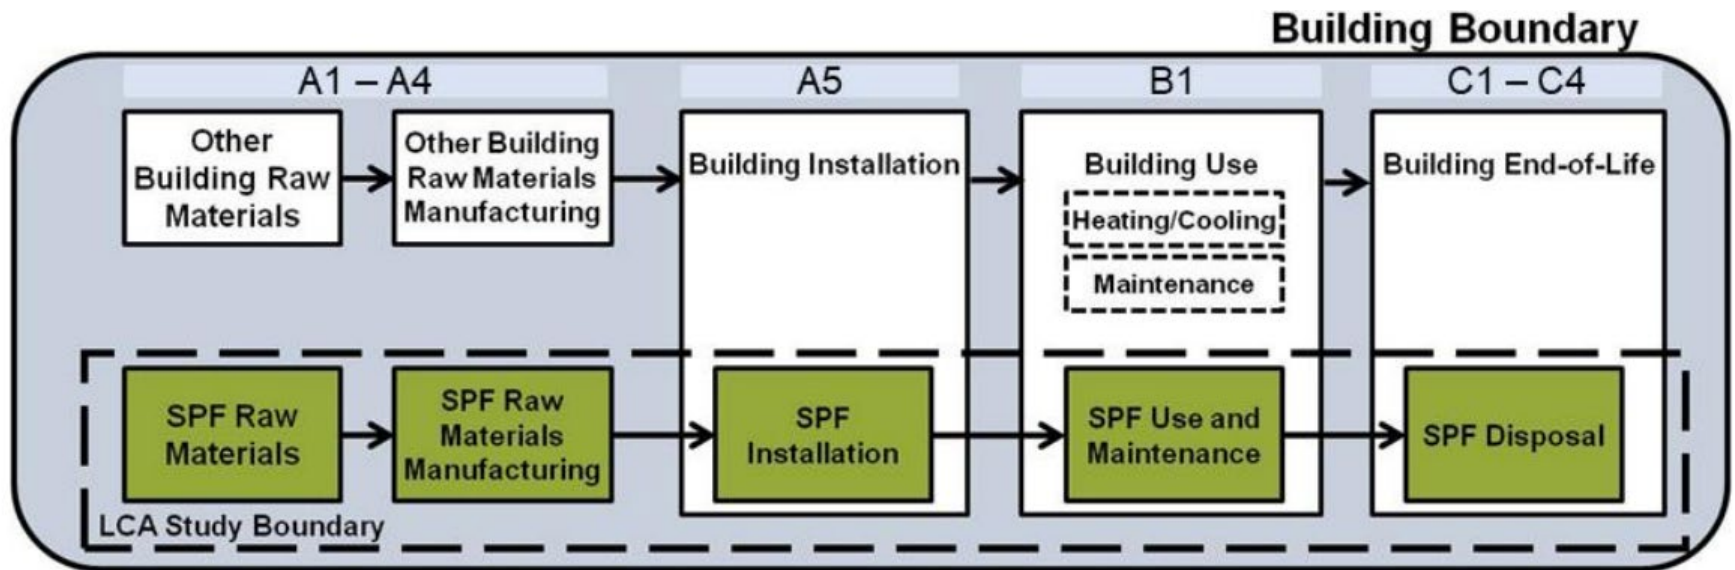 Building Boundary
A1 – A4
A5
B1
C1 – C4
Other
Building Raw
Materials
Other Building
Raw Materials
Manufacturing
Building Installation
Building Use
Heating/Cooling
Maintenance
Building End-of-Life
SPF Raw
Materials
SPF Raw
Materials
Manufacturing
SPF
Installation
SPF Use and
Maintenance
SPF Disposal
LCA Study Boundary